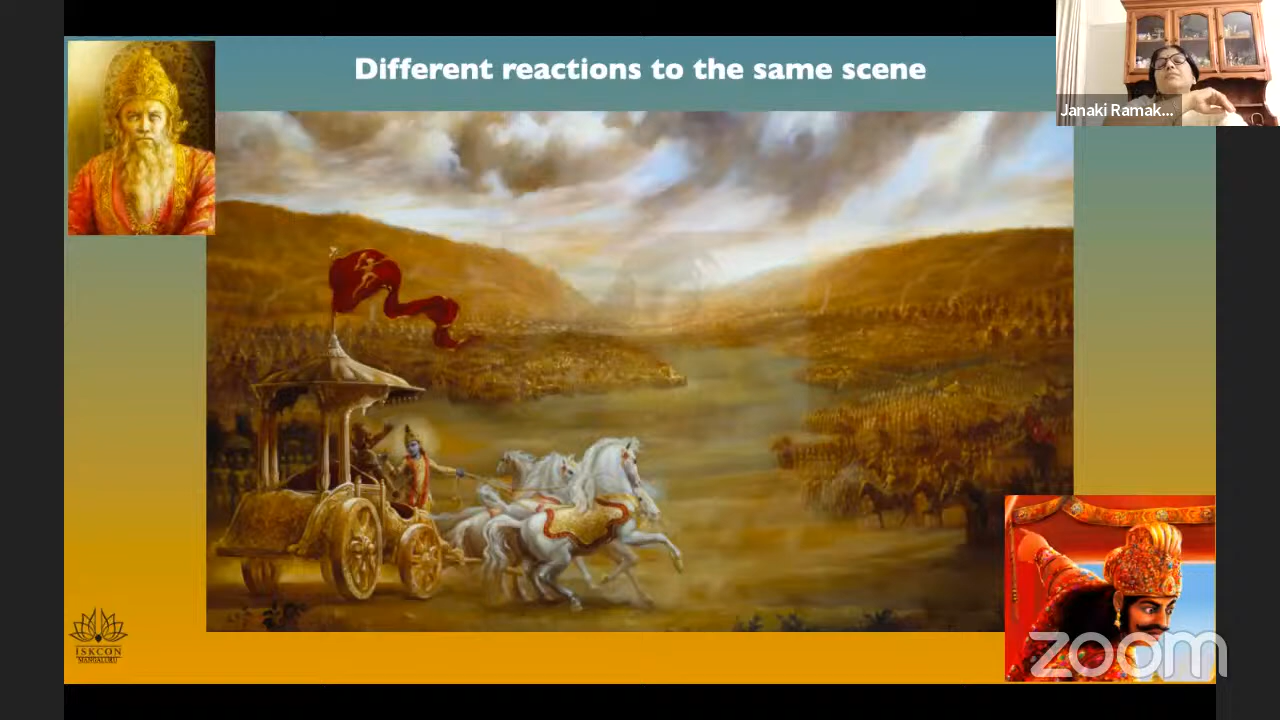 Different reactions to the same scene
Janaki Ramak...
ISKCON
MANGALURU
zoom